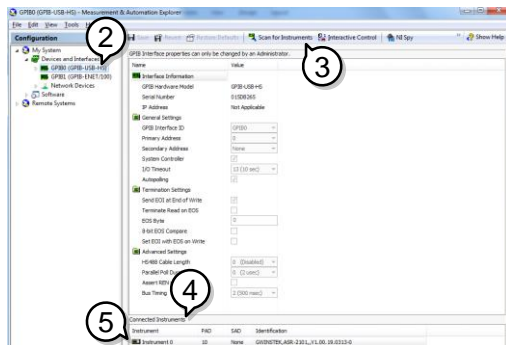 GPIB0 (GPIB-USB-HS) - Measurement & Automation Explorer
File Edit View Tools Help
Configuration
2
Save Revert Restore Defaults Scan for Instruments Interactive Control NI Spy Show Help
3
My System
Devices and Interfaces
GPIB0 (GPIB-USB-HS)
GPIB1 (GPIB-ENET/100)
Network Devices
Software
Remote Systems
GPIB Interface properties can only be changed by an Administrator.
Name Value
Interface Information
GPIB Hardware Model GPIB-USB-HS
Serial Number 015DB265
IP Address Not Applicable
General Settings
GPIB Interface ID GPIB0
Primary Address 0
Secondary Address None
System Controller
I/O Timeout 13 (10 sec)
Autopolling
Termination Settings
Send EOI at End of Write
Terminate Read on EOS
EOS Byte 0
8-bit EOS Compare
Set EOI with EOS on Write
Advanced Settings
HS488 Cable Length 0 (Disabled)
Parallel Poll 0 (2 usec)
Assert REN
Bus Timing 2 (500 nsec)
4
Connected Instruments
5
Instrument PAD SAD Identification
Instrument 0 10 None GWINSTEK,ASR-2101,,V1.00.19.0313-0